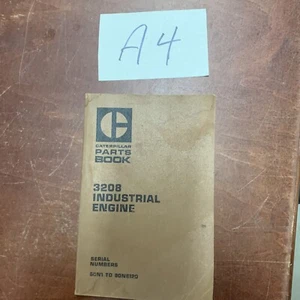 A4
CATERPILLAR
PARTS
BOOK
3208
INDUSTRIAL
ENGINE
SERIAL
NUMBERS